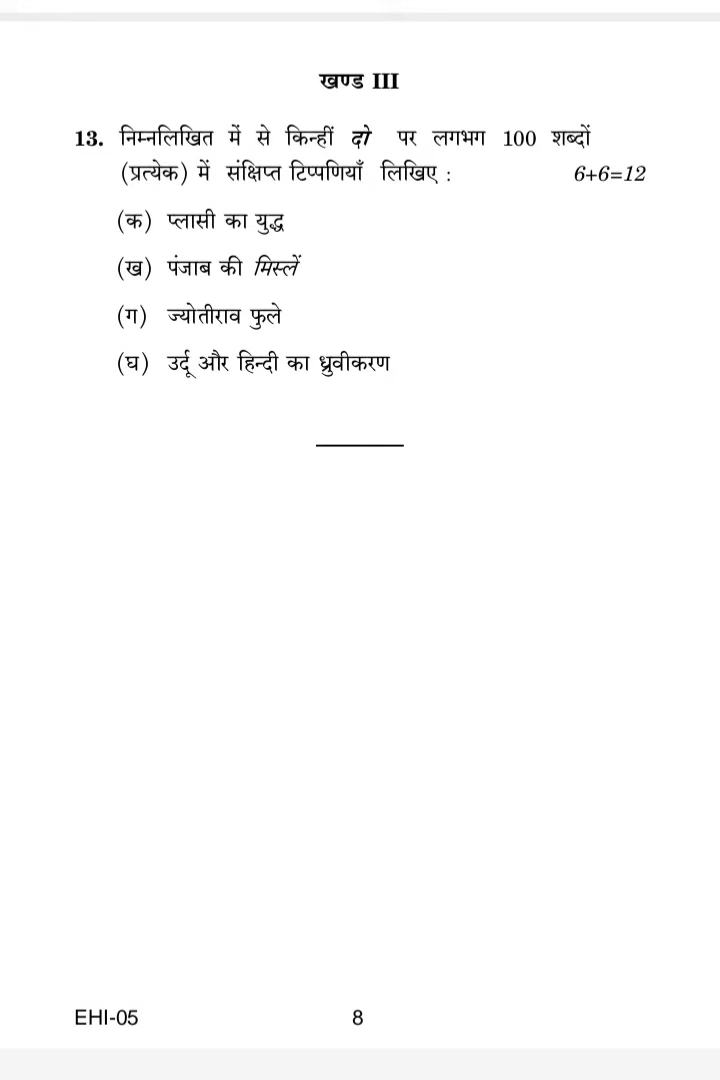 खण्ड III
13. निम्नलिखित में से किन्हीं दो पर लगभग 100 शब्दों
(प्रत्येक) में संक्षिप्त टिप्पणियाँ लिखिए : 6+6=12
(क) प्लासी का युद्ध
(ख) पंजाब की मिस्लें
(ग) ज्योतीराव फुले
(घ) उर्दू और हिन्दी का ध्रुवीकरण
EHI-05 8